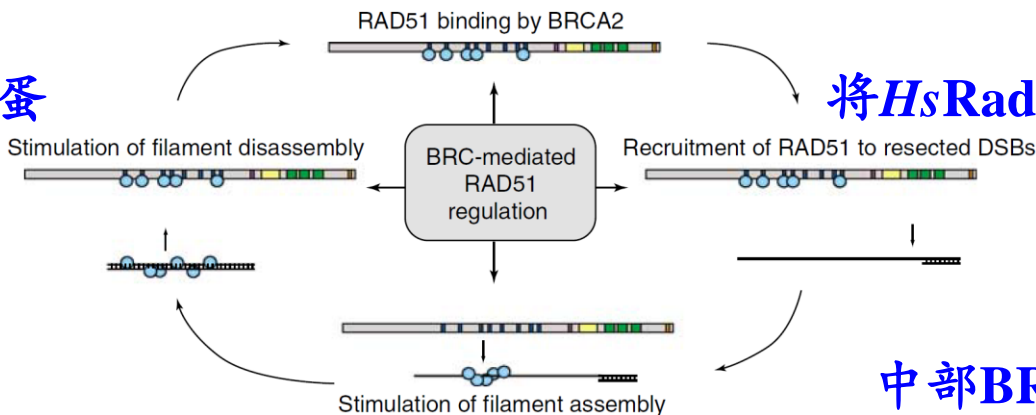 RAD51 binding by BRCA2
蛋
将HsRad
Stimulation of filament disassembly
BRC-mediated
RAD51
regulation
Recruitment of RAD51 to resected DSBs
中部BR
Stimulation of filament assembly